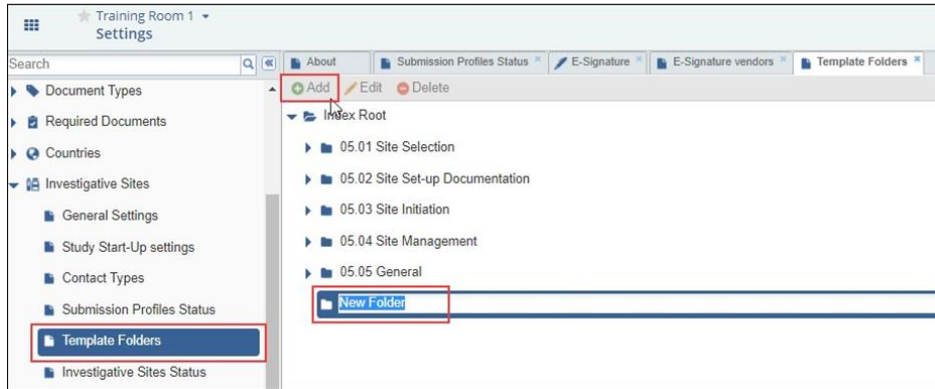 Training Room 1
Settings
Search
About
Submission Profiles Status
E-Signature
E-Signature vendors
Template Folders
Document Types
Required Documents
Countries
Investigative Sites
General Settings
Study Start-Up settings
Contact Types
Submission Profiles Status
Template Folders
Investigative Sites Status
Add
Edit
Delete
Index Root
05.01 Site Selection
05.02 Site Set-up Documentation
05.03 Site Initiation
05.04 Site Management
05.05 General
New Folder